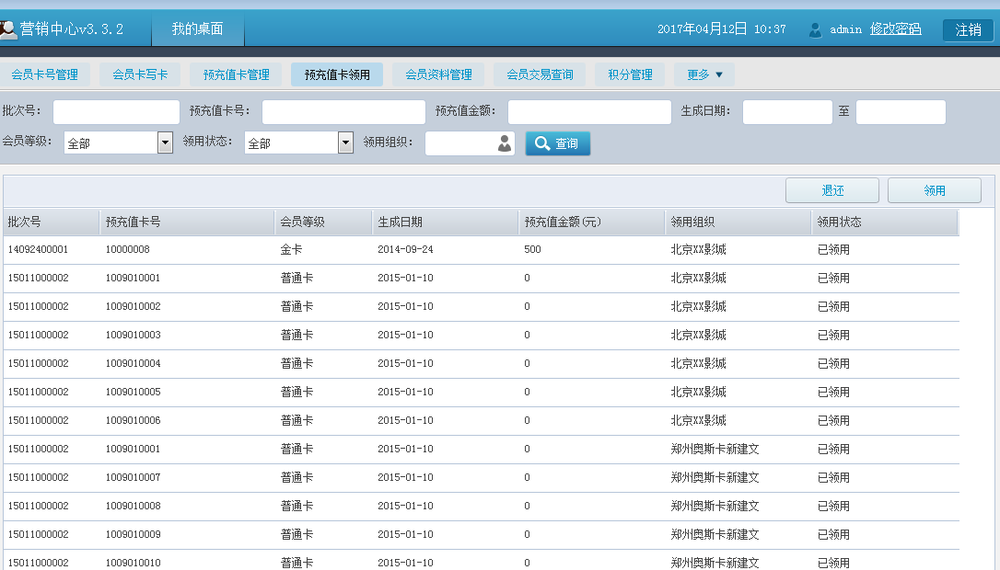 营销中心v3.3.2 我的桌面 2017年04月12日 10:37 admin 修改密码 注销
会员卡卡号管理 会员卡写卡 预充值卡管理 预充值卡领用 会员资料管理 会员交易查询 积分管理 更多
批次号： 预充值卡号： 预充值金额： 生成日期： 至
会员等级： 全部 领用状态： 全部 领用组织： 查询
退还 领用
批次号 预充值卡号 会员等级 生成日期 预充值金额(元) 领用组织 领用状态
14092400001 10000008 金卡 2014-09-24 500 北京XX影城 已领用
15011000002 1009010001 普通卡 2015-01-10 0 北京XX影城 已领用
15011000002 1009010002 普通卡 2015-01-10 0 北京XX影城 已领用
15011000002 1009010003 普通卡 2015-01-10 0 北京XX影城 已领用
15011000002 1009010004 普通卡 2015-01-10 0 北京XX影城 已领用
15011000002 1009010005 普通卡 2015-01-10 0 北京XX影城 已领用
15011000002 1009010006 普通卡 2015-01-10 0 北京XX影城 已领用
15011000002 1009010001 普通卡 2015-01-10 0 郑州奥斯卡新建文 已领用
15011000002 1009010007 普通卡 2015-01-10 0 郑州奥斯卡新建文 已领用
15011000002 1009010008 普通卡 2015-01-10 0 郑州奥斯卡新建文 已领用
15011000002 1009010009 普通卡 2015-01-10 0 郑州奥斯卡新建文 已领用
15011000002 1009010010 普通卡 2015-01-10 0 郑州奥斯卡新建文 已领用